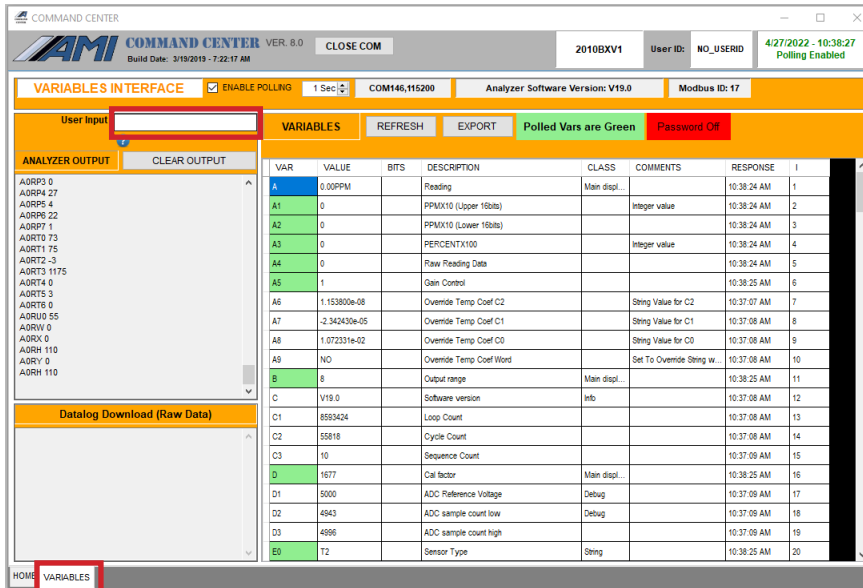 COMMAND CENTER
AMI COMMAND CENTER VER. 8.0 CLOSE COM 2010BXV1 User ID: NO_USERID 4/27/2022 - 10:38:27
Build Date: 3/19/2019 - 7:22:17 AM Polling Enabled
VARIABLES INTERFACE ENABLE POLLING 1 Sec COM146,115200 Analyzer Software Version: V19.0 Modbus ID: 17
User Input
VARIABLES REFRESH EXPORT Polled Vars are Green Password Off
?
ANALYZER OUTPUT CLEAR OUTPUT
A0RP3 0
A0RP4 27
A0RP5 4
A0RP6 22
A0RP7 1
A0RT0 73
A0RT1 75
A0RT2 -3
A0RT3 1175
A0RT4 0
A0RT5 3
A0RT6 0
A0RU0 55
A0RW 0
A0RX 0
A0RH 110
A0RY 0
A0RH 110
Datalog Download (Raw Data)
VAR VALUE BITS DESCRIPTION CLASS COMMENTS RESPONSE I
A 0.00PPM Reading Main displ... 10:38:24 AM 1
A1 0 PPMX10 (Upper 16bits) Integer value 10:38:24 AM 2
A2 0 PPMX10 (Lower 16bits) 10:38:24 AM 3
A3 0 PERCENTX100 Integer value 10:38:24 AM 4
A4 0 Raw Reading Data 10:38:24 AM 5
A5 1 Gain Control 10:38:25 AM 6
A6 1.153800e-08 Override Temp Coef C2 String Value for C2 10:37:07 AM 7
A7 -2.342430e-05 Override Temp Coef C1 String Value for C1 10:37:08 AM 8
A8 1.072331e-02 Override Temp Coef C0 String Value for C0 10:37:08 AM 9
A9 NO Override Temp Coef Word Set To Override String w... 10:37:08 AM 10
B 8 Output range Main displ... 10:38:25 AM 11
C V19.0 Software version Info 10:37:08 AM 12
C1 8593424 Loop Count 10:37:08 AM 13
C2 55818 Cycle Count 10:37:08 AM 14
C3 10 Sequence Count 10:37:09 AM 15
D 1677 Cal factor Main displ... 10:38:25 AM 16
D1 5000 ADC Reference Voltage Debug 10:37:09 AM 17
D2 4943 ADC sample count low Debug 10:37:09 AM 18
D3 4996 ADC sample count high 10:37:09 AM 19
E0 T2 Sensor Type String 10:38:25 AM 20
HOME VARIABLES